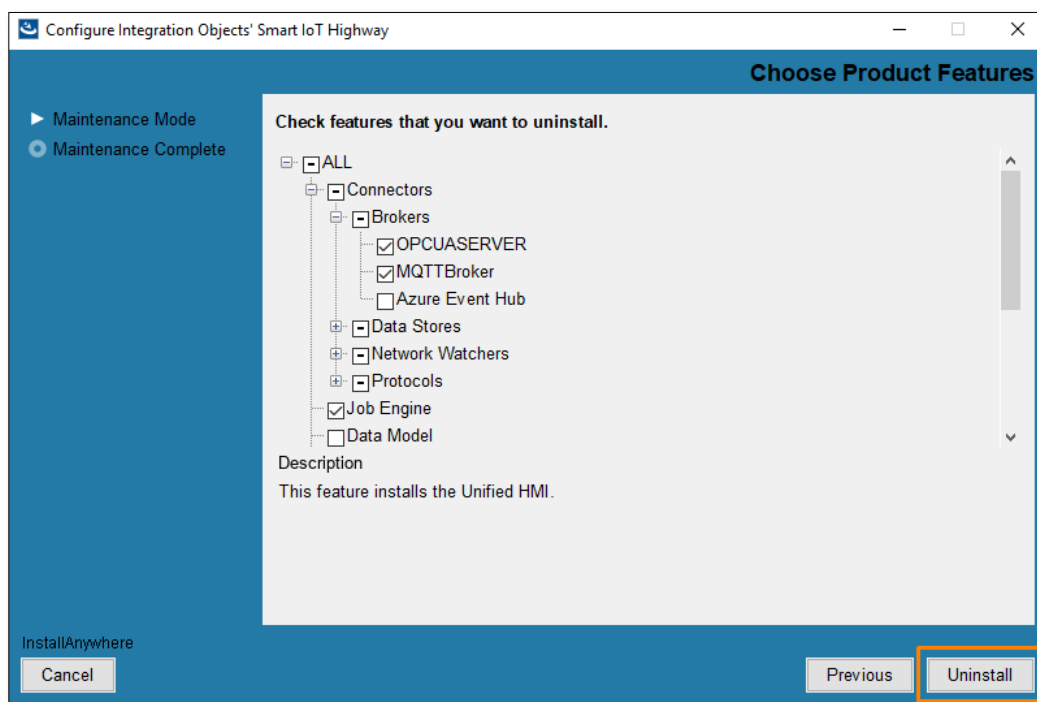 Configure Integration Objects' Smart IoT Highway
Choose Product Features
Maintenance Mode
Maintenance Complete
Check features that you want to uninstall.
ALL
Connectors
Brokers
OPCUASERVER
MQTTBroker
Azure Event Hub
Data Stores
Network Watchers
Protocols
Job Engine
Data Model
Description
This feature installs the Unified HMI.
InstallAnywhere
Cancel
Previous
Uninstall